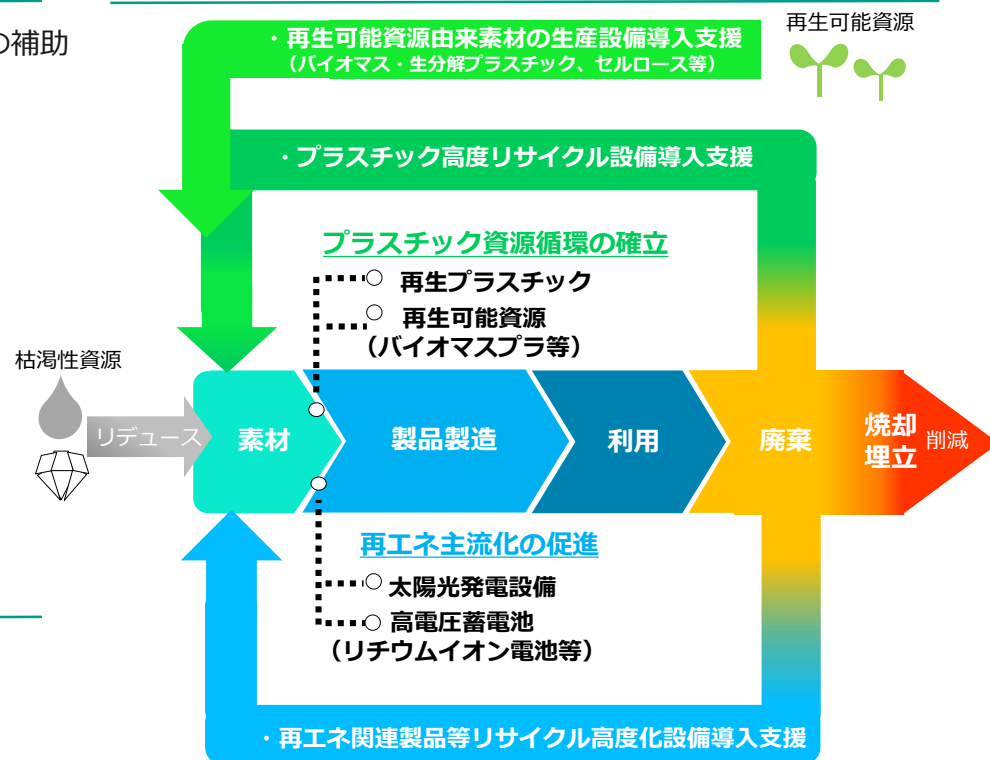 の補助
再生可能資源
・再生可能資源由来素材の生産設備導入支援
（バイオマス・生分解プラスチック、セルロース等）
・プラスチック高度リサイクル設備導入支援
プラスチック資源循環の確立
再生プラスチック
再生可能資源
（バイオマスプラ等）
枯渇性資源
リデュース
素材
製品製造
利用
廃棄
焼却
埋立
削減
再エネ主流化の促進
太陽光発電設備
高電圧蓄電池
（リチウムイオン電池等）
・再エネ関連製品等リサイクル高度化設備導入支援